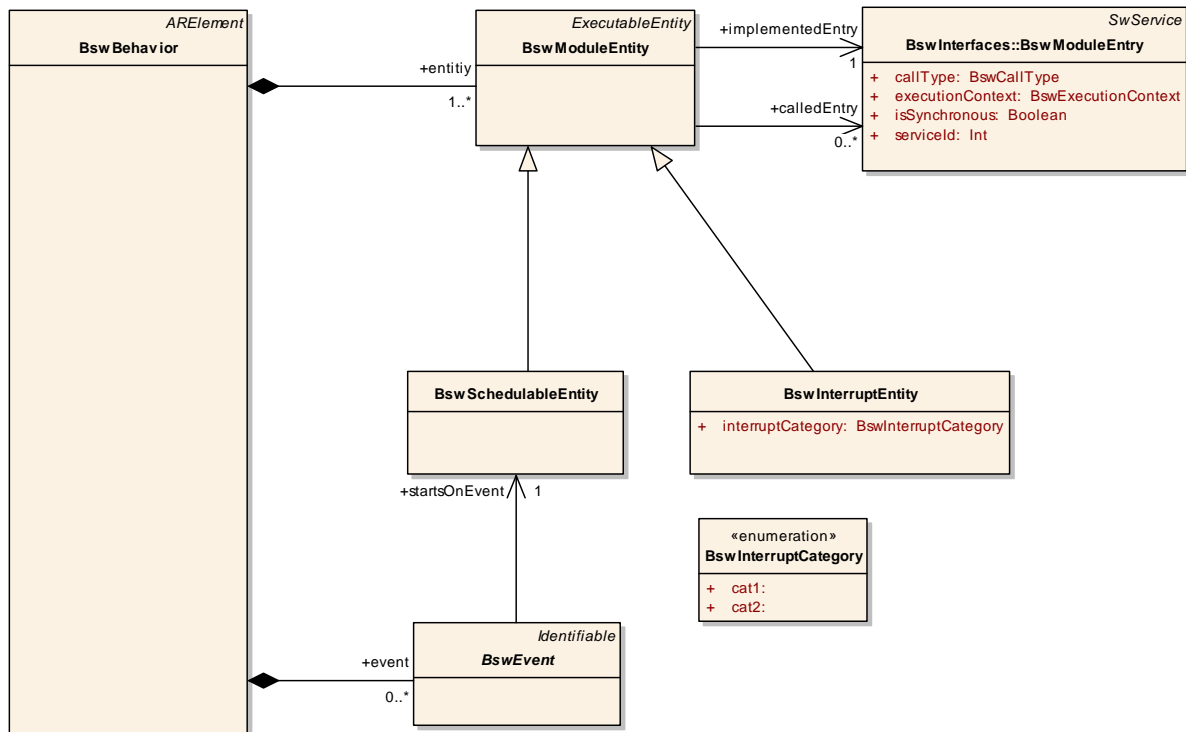 ARElement
BswBehavior
ExecutableEntity
BswModuleEntity
SwService
BswInterfaces::BswModuleEntry
+ callType: BswCallType
+ executionContext: BswExecutionContext
+ isSynchronous: Boolean
+ serviceId: Int
+implementedEntry
1
+entitiy
1..*
+calledEntry
0..*
BswSchedulableEntity
BswInterruptEntity
+ interruptCategory: BswInterruptCategory
+startsOnEvent
1
«enumeration»
BswInterruptCategory
+ cat1:
+ cat2:
Identifiable
BswEvent
+event
0..*